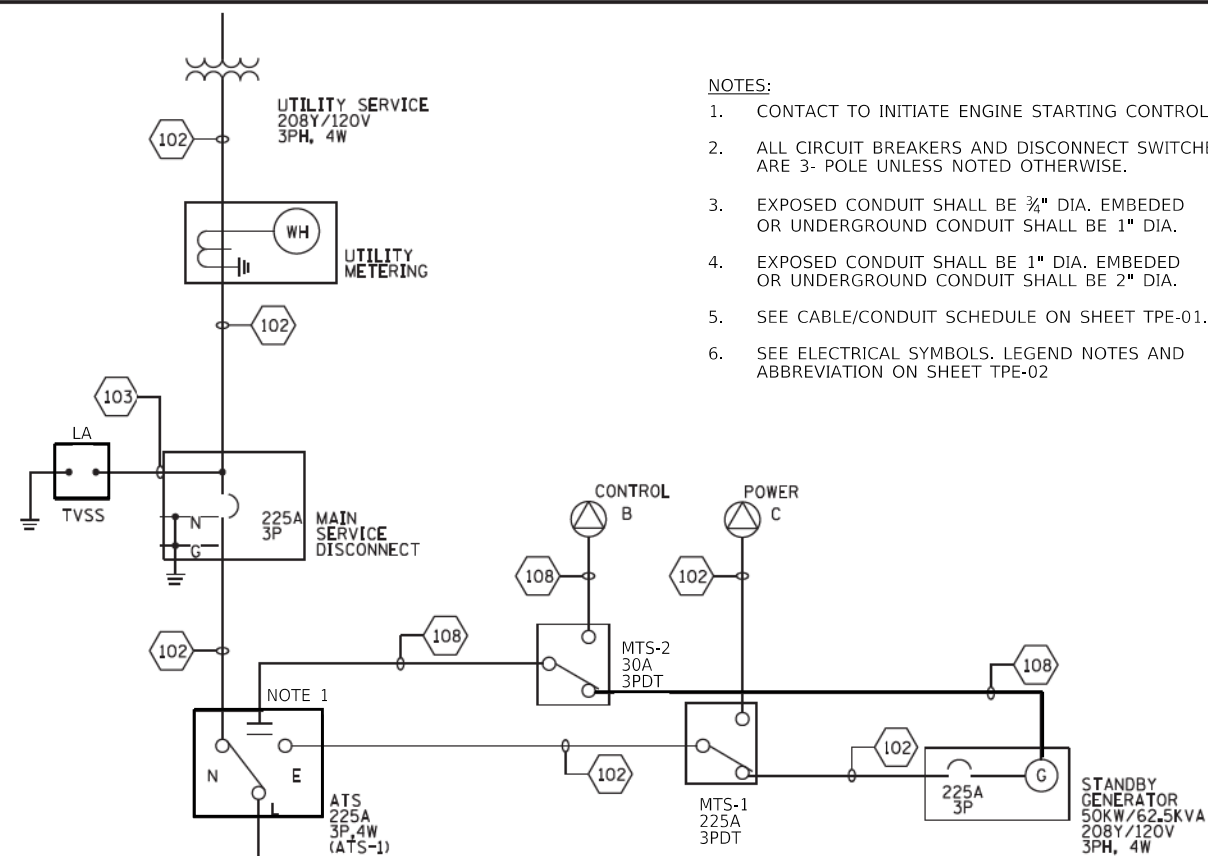 UTILITY SERVICE
208Y/120V
3PH, 4W
102
WH
UTILITY
METERING
102
NOTES:
1. CONTACT TO INITIATE ENGINE STARTING CONTROL
2. ALL CIRCUIT BREAKERS AND DISCONNECT SWITCHE
ARE 3- POLE UNLESS NOTED OTHERWISE.
3. EXPOSED CONDUIT SHALL BE ¾" DIA. EMBEDED
OR UNDERGROUND CONDUIT SHALL BE 1" DIA.
4. EXPOSED CONDUIT SHALL BE 1" DIA. EMBEDED
OR UNDERGROUND CONDUIT SHALL BE 2" DIA.
5. SEE CABLE/CONDUIT SCHEDULE ON SHEET TPE-01.
6. SEE ELECTRICAL SYMBOLS. LEGEND NOTES AND
ABBREVIATION ON SHEET TPE-02
103
LA
TVSS
N
G
225A
3P
MAIN
SERVICE
DISCONNECT
CONTROL
B
POWER
C
108
102
102
108
MTS-2
30A
3PDT
108
NOTE 1
N
E
L
ATS
225A
3P,4W
(ATS-1)
102
MTS-1
225A
3PDT
102
225A
3P
G
STANDBY
GENERATOR
50KW/62.5KVA
208Y/120V
3PH, 4W